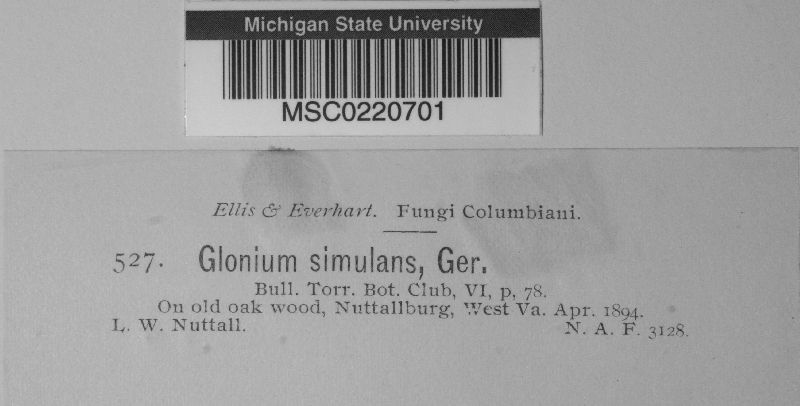 Michigan State University
MSC0220701
Ellis & Everhart. Fungi Columbiani.
527. Glonium simulans, Ger.
Bull. Torr. Bot. Club, VI, p, 78.
On old oak wood, Nuttallburg, West Va. Apr. 1894.
L. W. Nuttall. N. A. F. 3128.